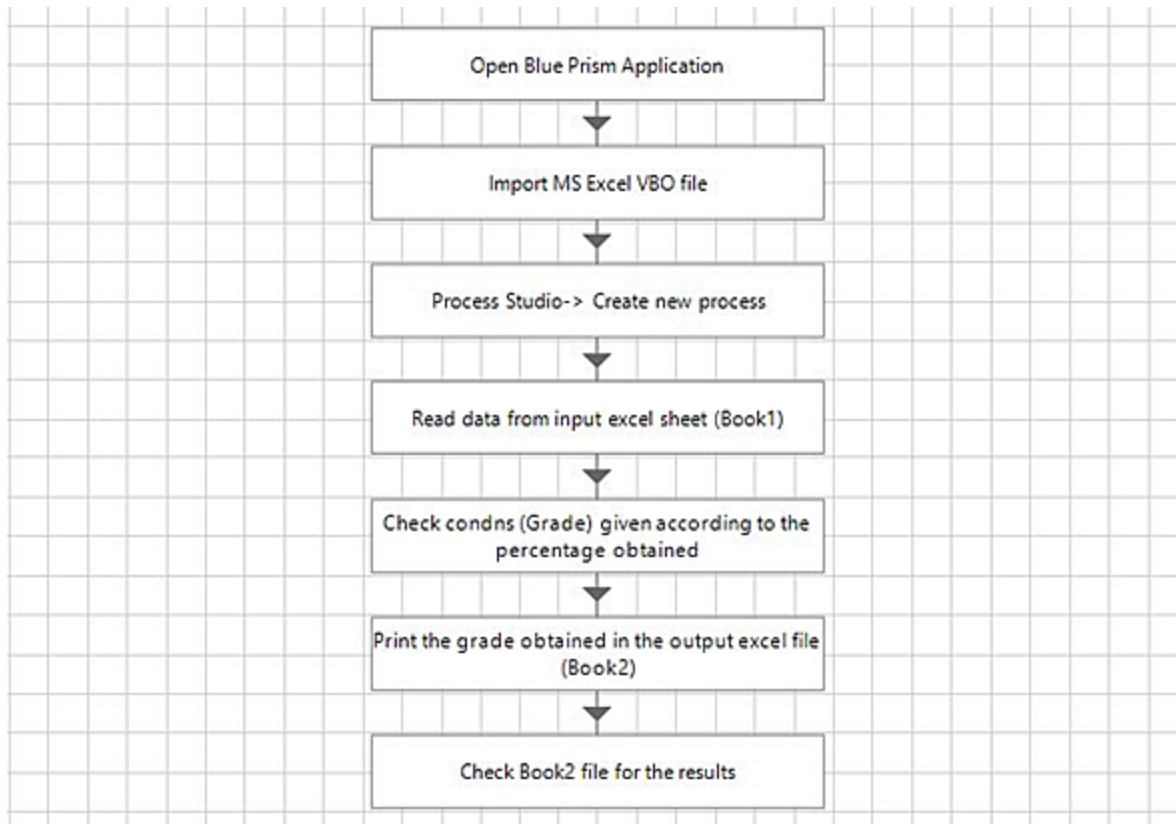 Open Blue Prism Application
Import MS Excel VBO file
Process Studio-> Create new process
Read data from input excel sheet (Book1)
Check condns (Grade) given according to the
percentage obtained
Print the grade obtained in the output excel file
(Book2)
Check Book2 file for the results